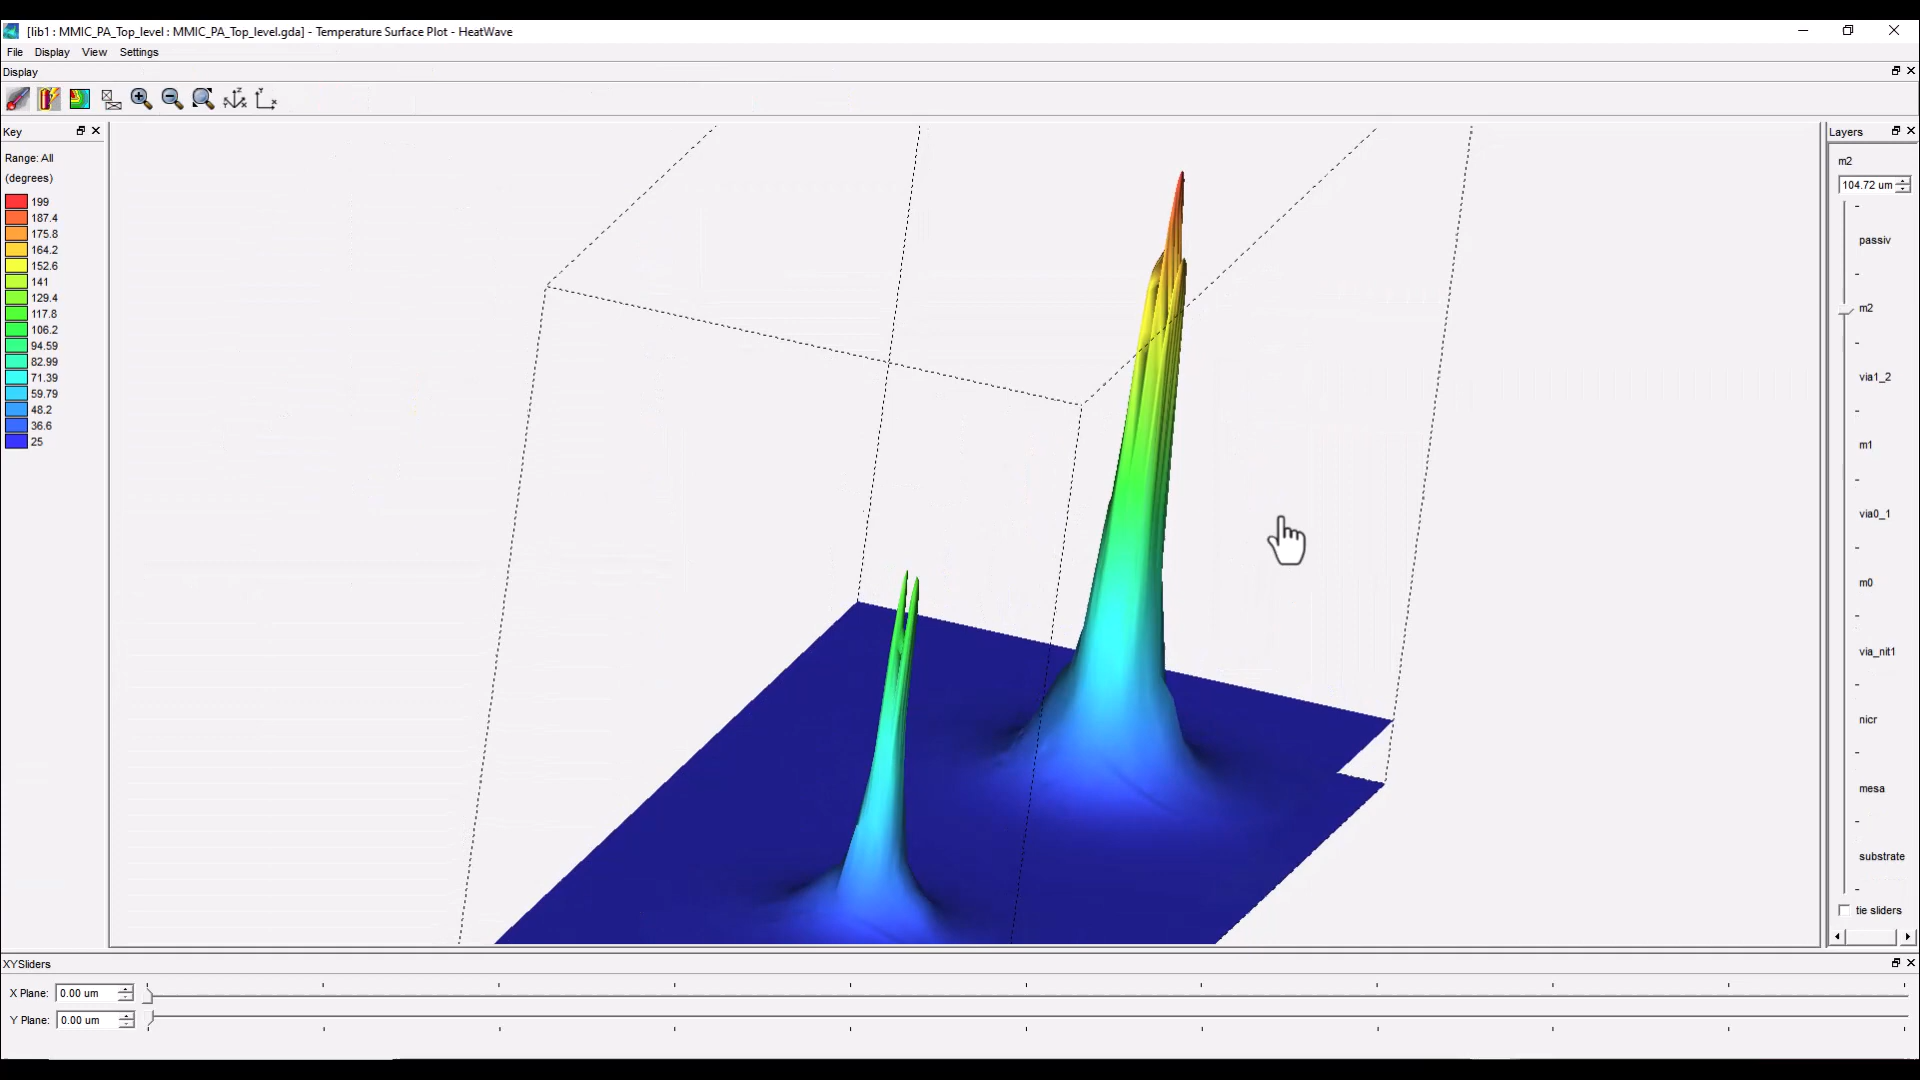 [lib1 : MMIC_PA_Top_level : MMIC_PA_Top_level.gda] - Temperature Surface Plot - HeatWave
File Display View Settings
Display
Key
Range: All
(degrees)
199
187.4
175.8
164.2
152.6
141
129.4
117.8
106.2
94.59
82.99
71.39
59.79
48.2
36.6
25
Layers
m2
104.72 um
passiv
m2
via1_2
m1
via0_1
m0
via_nit1
nicr
mesa
substrate
tie sliders
XYSliders
X Plane: 0.00 um
Y Plane: 0.00 um